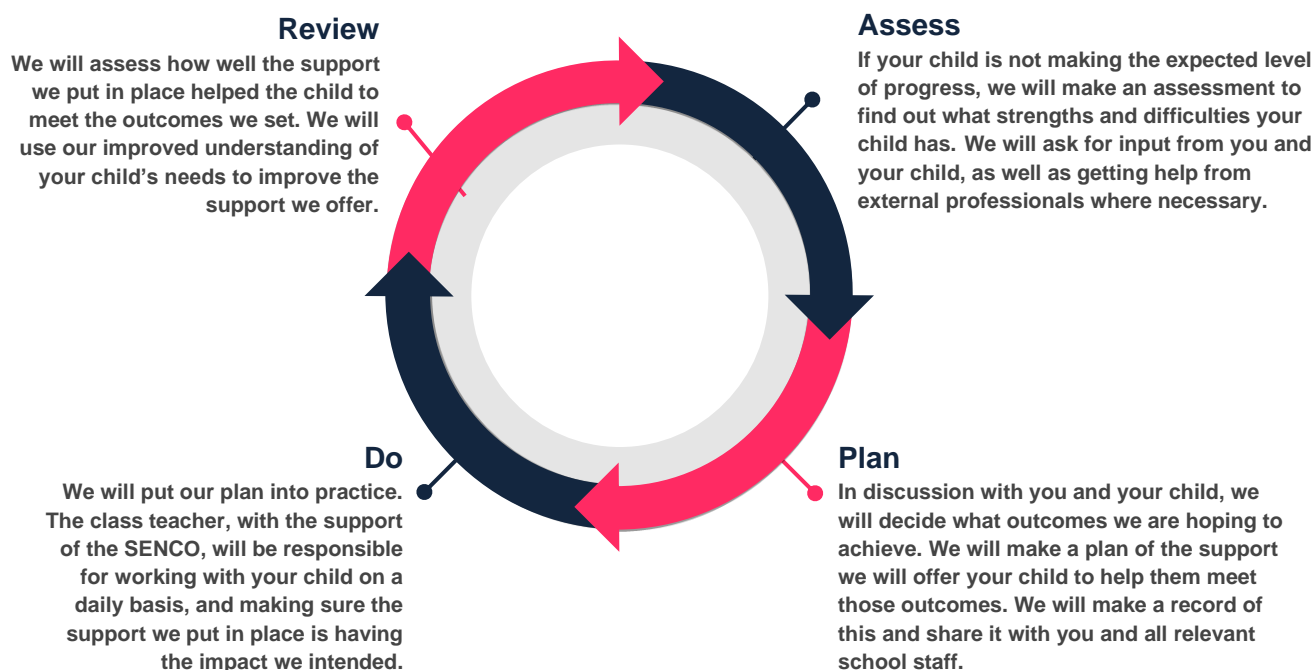 Review
We will assess how well the support
we put in place helped the child to
meet the outcomes we set. We will
use our improved understanding of
your child’s needs to improve the
support we offer.
Assess
If your child is not making the expected level
of progress, we will make an assessment to
find out what strengths and difficulties your
child has. We will ask for input from you and
your child, as well as getting help from
external professionals where necessary.
Do
We will put our plan into practice.
The class teacher, with the support
of the SENCO, will be responsible
for working with your child on a
daily basis, and making sure the
support we put in place is having
the impact we intended.
Plan
In discussion with you and your child, we
will decide what outcomes we are hoping to
achieve. We will make a plan of the support
we will offer your child to help them meet
those outcomes. We will make a record of
this and share it with you and all relevant
school staff.